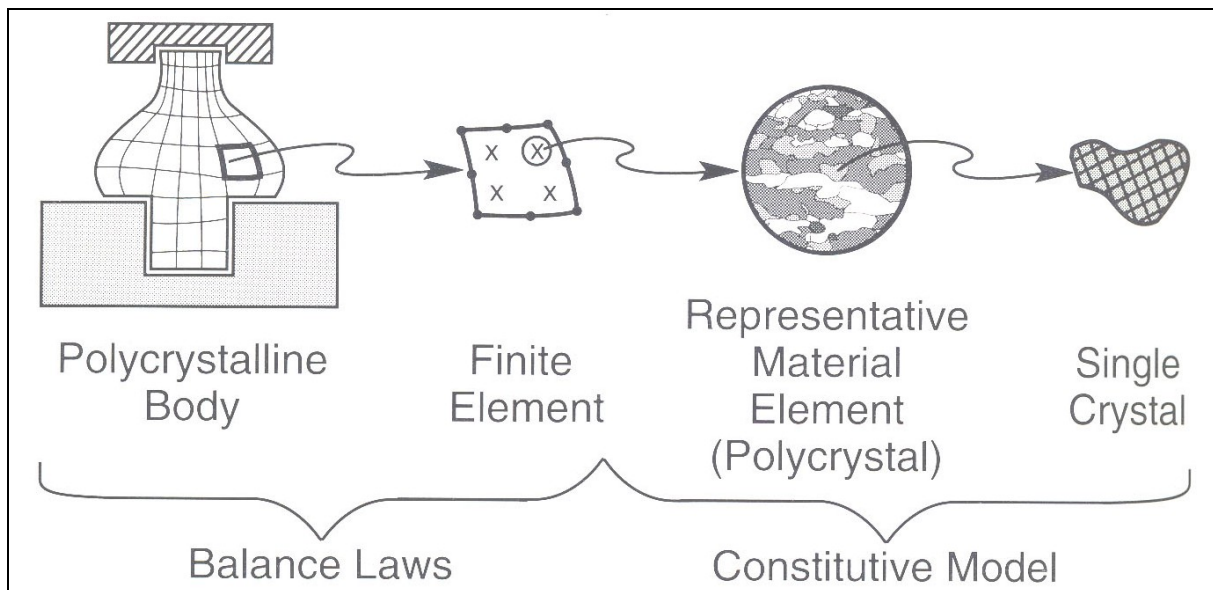 Polycrystalline
Body
Finite
Element
Representative
Material
Element
(Polycrystal)
Single
Crystal
X
X
X
X
Balance Laws
Constitutive Model